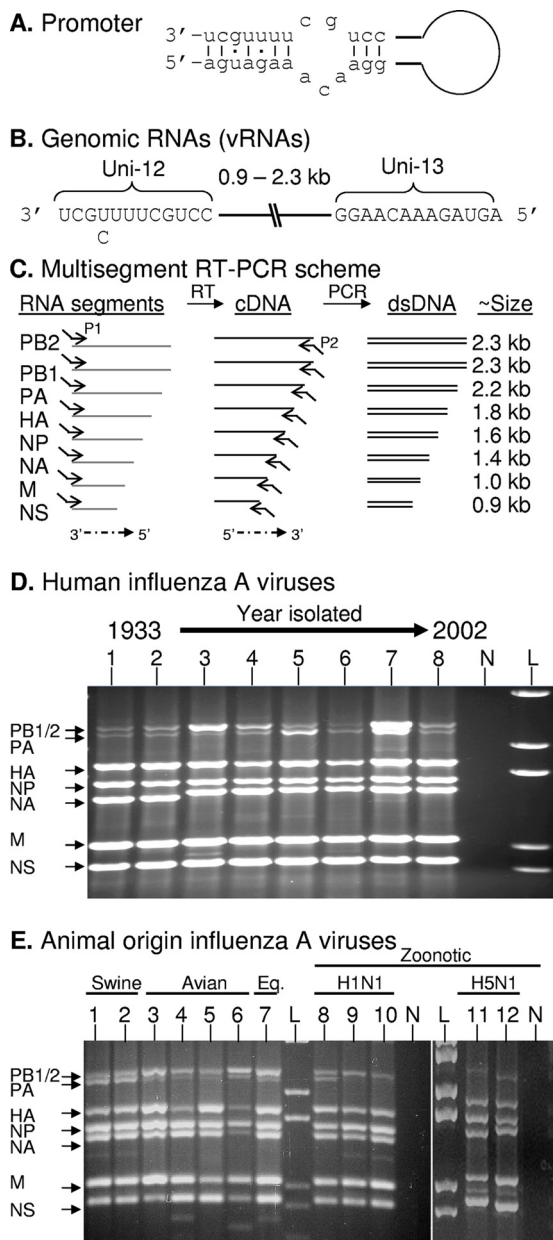 A. Promoter
c g
3′-ucguuuu ucc
5′-aguagaa agg
a c a
B. Genomic RNAs (vRNAs)
Uni-12 0.9 – 2.3 kb Uni-13
3′ UCGUUUUCGUCC GGAACAAAGAUGA 5′
C
C. Multisegment RT-PCR scheme
RNA segments RT cDNA PCR dsDNA ~Size
P1 P2
PB2 2.3 kb
PB1 2.3 kb
PA 2.2 kb
HA 1.8 kb
NP 1.6 kb
NA 1.4 kb
M 1.0 kb
NS 0.9 kb
3′ 5′ 5′ 3′
D. Human influenza A viruses
Year isolated
1933 2002
1 2 3 4 5 6 7 8 N L
PB1/2
PA
HA
NP
NA
M
NS
E. Animal origin influenza A viruses
Zoonotic
Swine Avian Eq. H1N1 H5N1
1 2 3 4 5 6 7 L 8 9 10 N L 11 12 N
PB1/2
PA
HA
NP
NA
M
NS